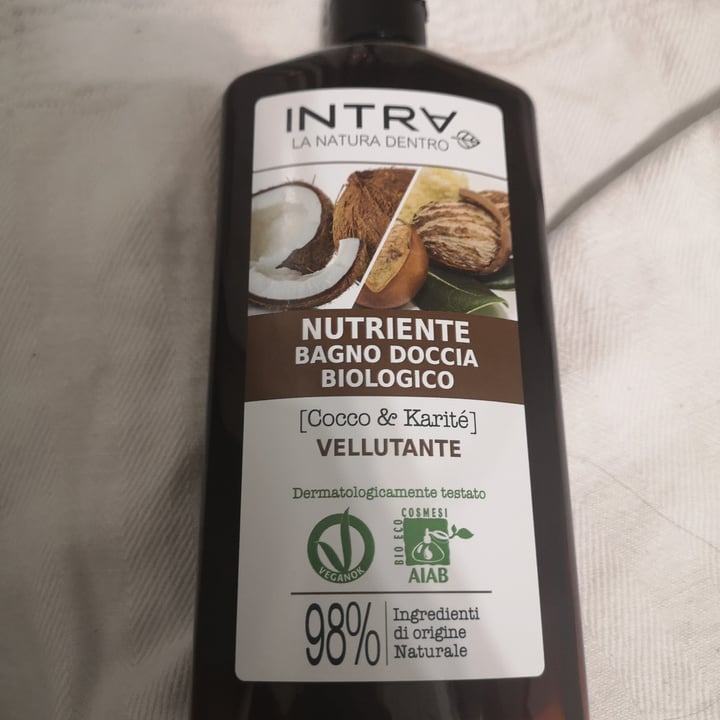 INTRA
LA NATURA DENTRO
NUTRIENTE
BAGNO DOCCIA
BIOLOGICO
[Cocco & Karité]
VELLUTANTE
Dermatologicamente testato
VEGANOK
BIO ECO COSMESI
AIAB
98%
Ingredienti
di origine
Naturale